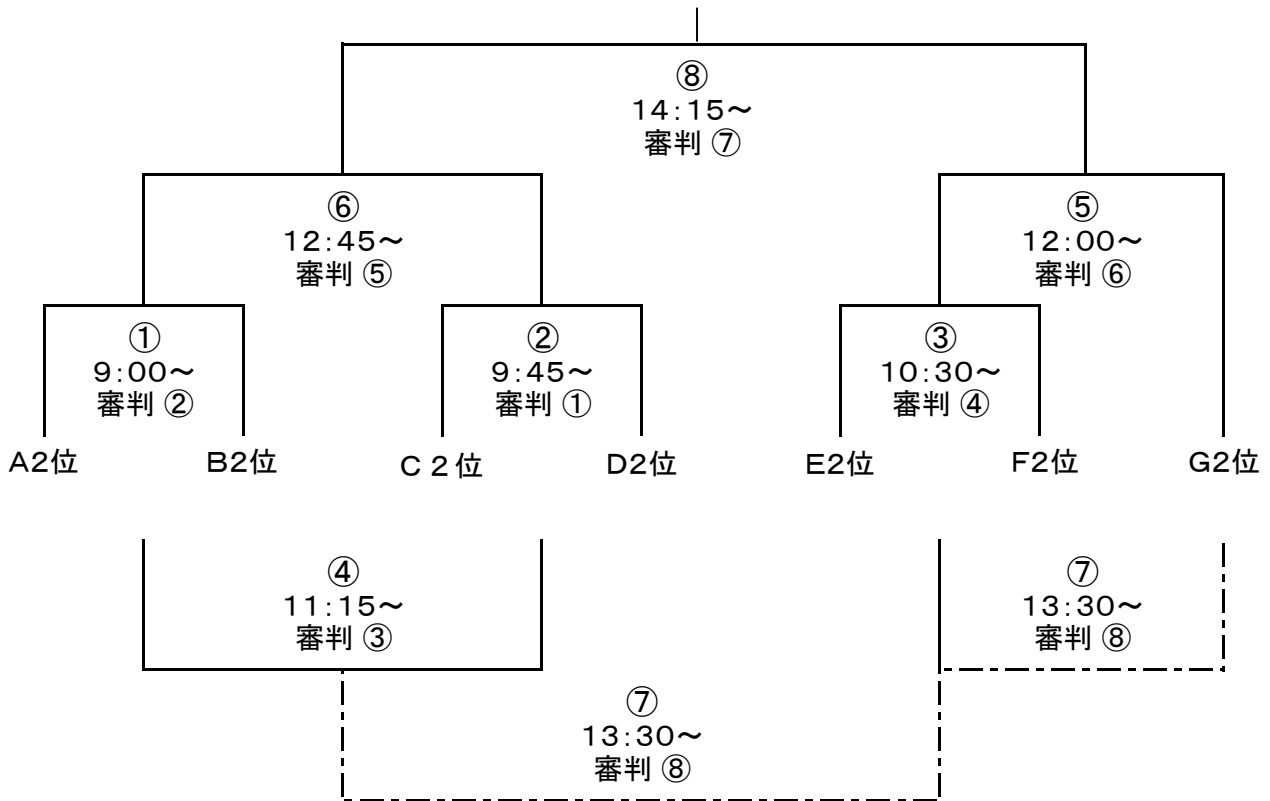 ⑧
14:15~
審判 ⑦
⑥
12:45~
審判 ⑤
⑤
12:00~
審判 ⑥
①
9:00~
審判 ②
②
9:45~
審判 ①
③
10:30~
審判 ④
A2位
B2位
C 2 位
D2位
E2位
F2位
G2位
④
11:15~
審判 ③
⑦
13:30~
審判 ⑧
⑦
13:30~
審判 ⑧